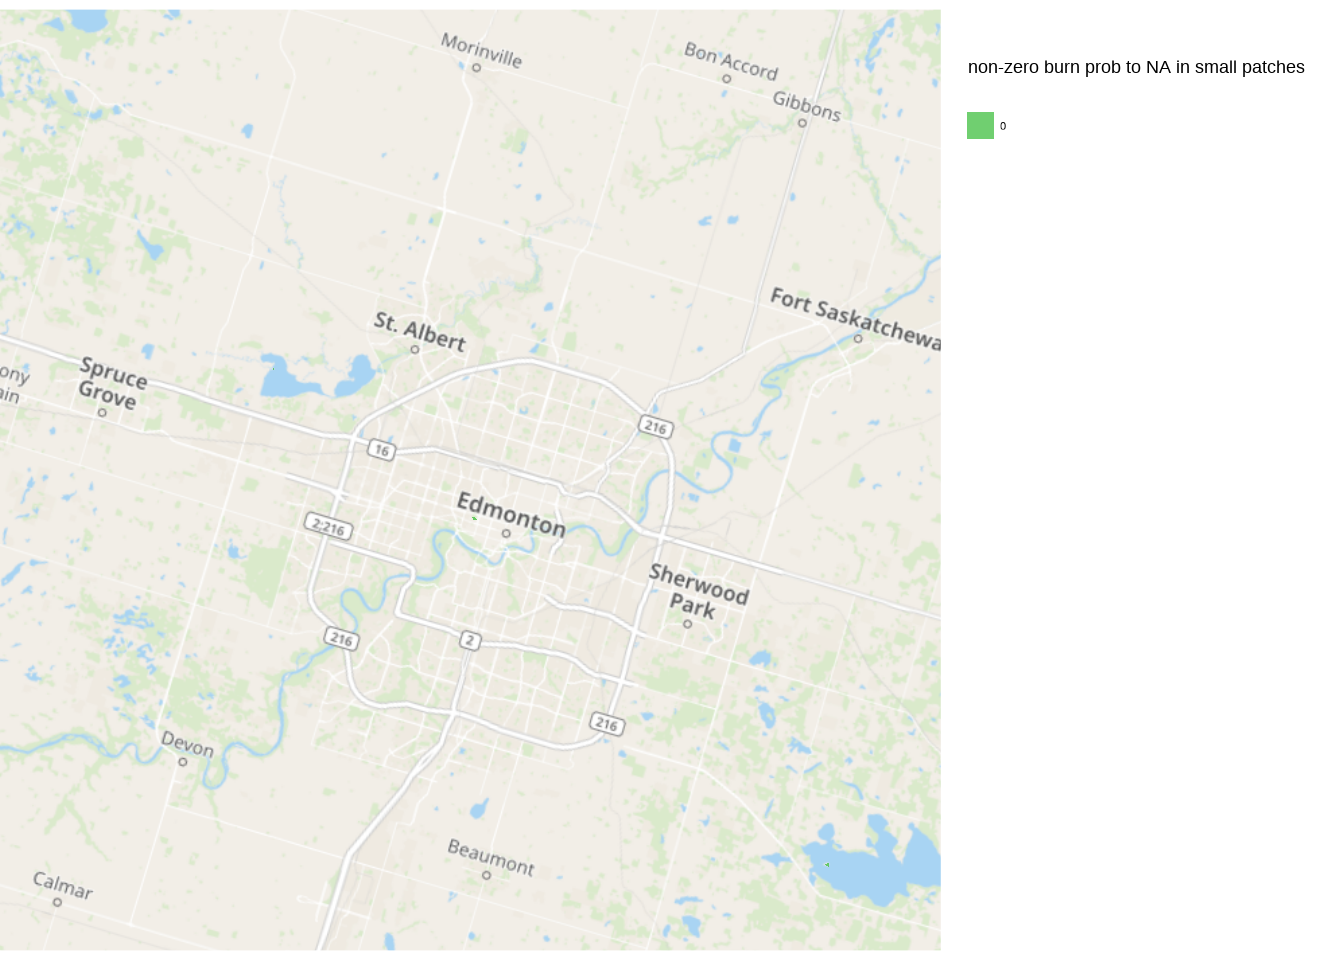 Morinville
Bon Accord
Gibbons
non-zero burn prob to NA in small patches
0
Fort Saskatchewa
St. Albert
Spruce
Grove
ony
ain
216
16
Edmonton
2;216
Sherwood
Park
216
2
216
Devon
Beaumont
Calmar